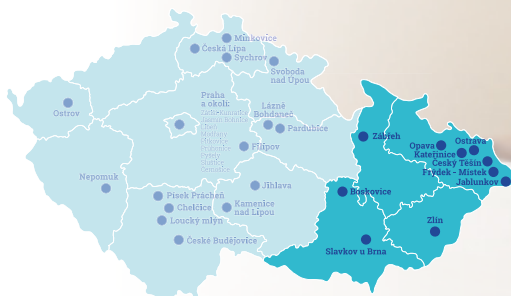 Mníkovice
Česká Lípa
Sychrov
Svoboda
nad Úpou
Ostrov
Praha
a okolí:
Lázně
Bohdaneč
Pardubice
Filipov
Zábřeh
Opava
Ostrava
Kateřinice
Český Těšín
Frýdek - Místek
Jablunkov
Nepomuk
Jihlava
Písek Prácheň
Chelčice
Loucký mlýn
Kamenice
nad Lipou
České Budějovice
Boskovice
Zlín
Slavkov u Brna